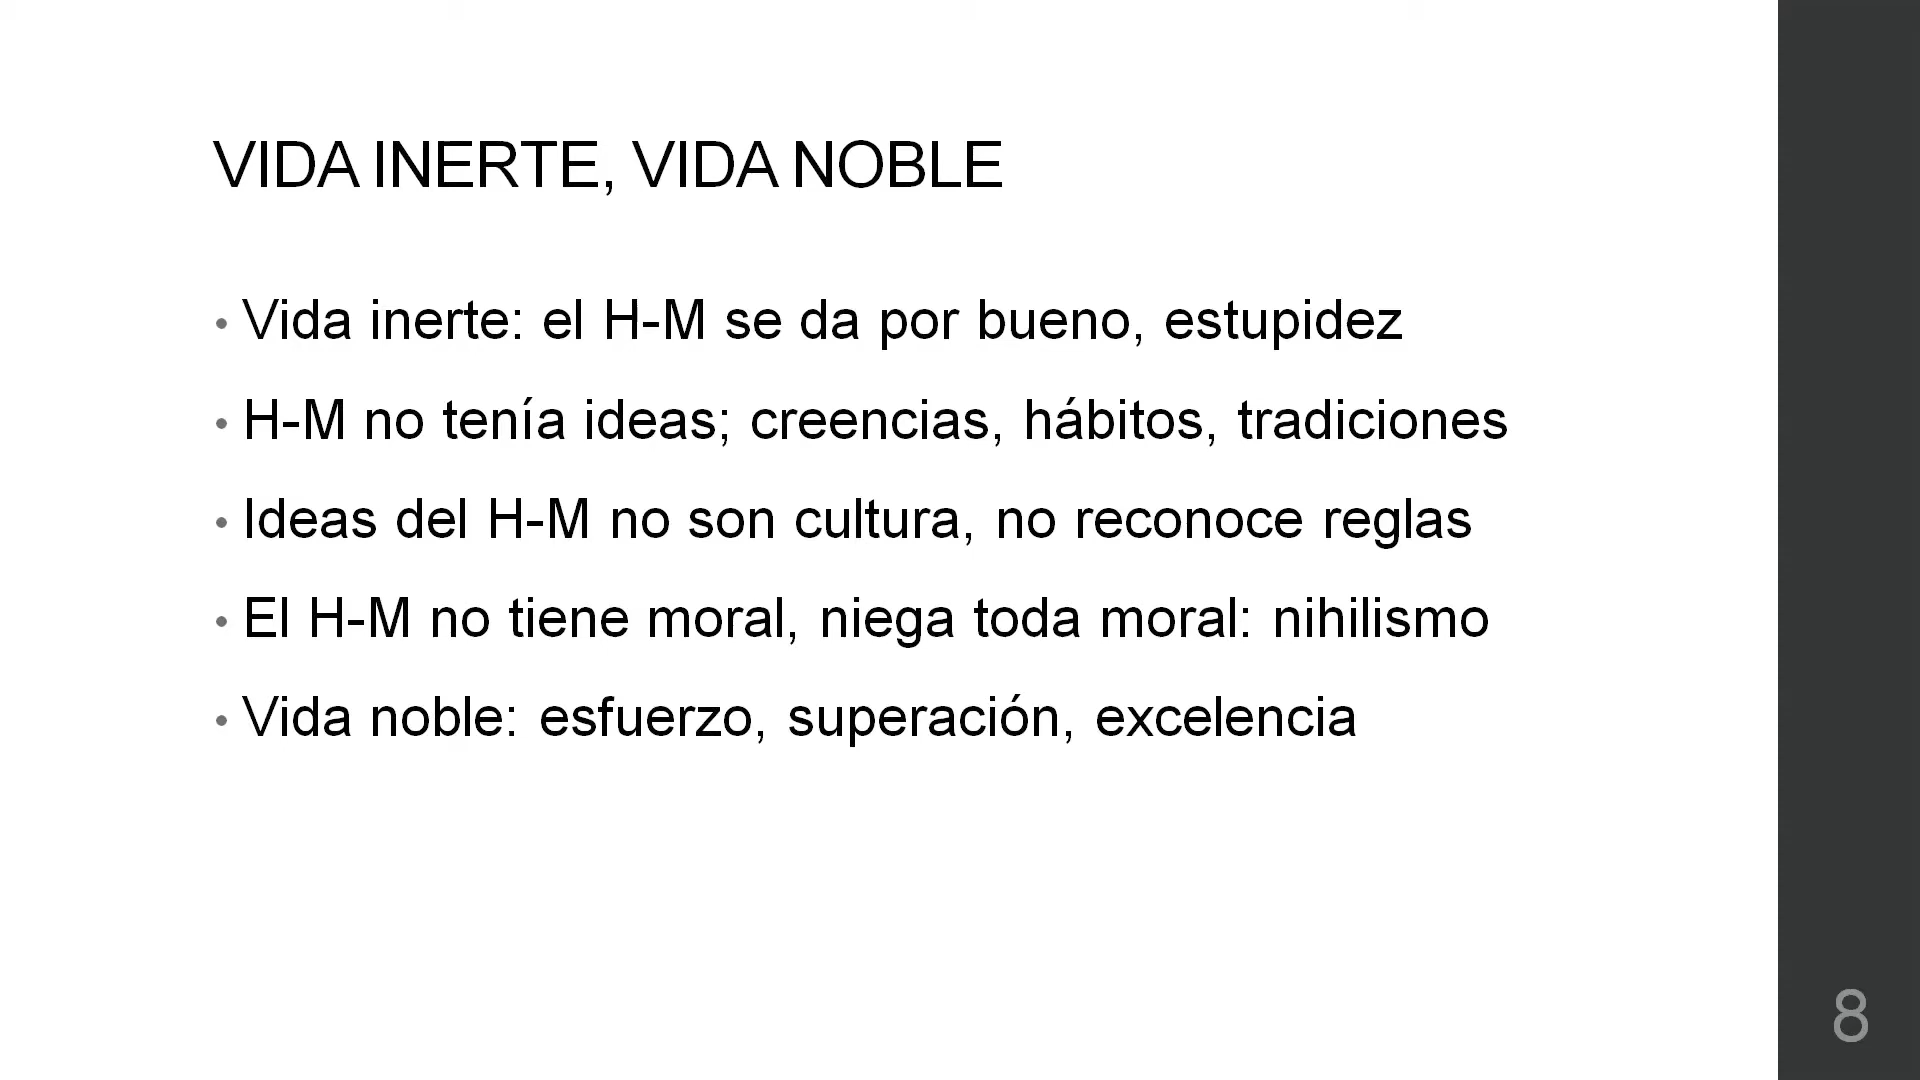 VIDA INERTE, VIDA NOBLE
• Vida inerte: el H-M se da por bueno, estupidez
• H-M no tenía ideas; creencias, hábitos, tradiciones
• Ideas del H-M no son cultura, no reconoce reglas
• El H-M no tiene moral, niega toda moral: nihilismo
• Vida noble: esfuerzo, superación, excelencia
8